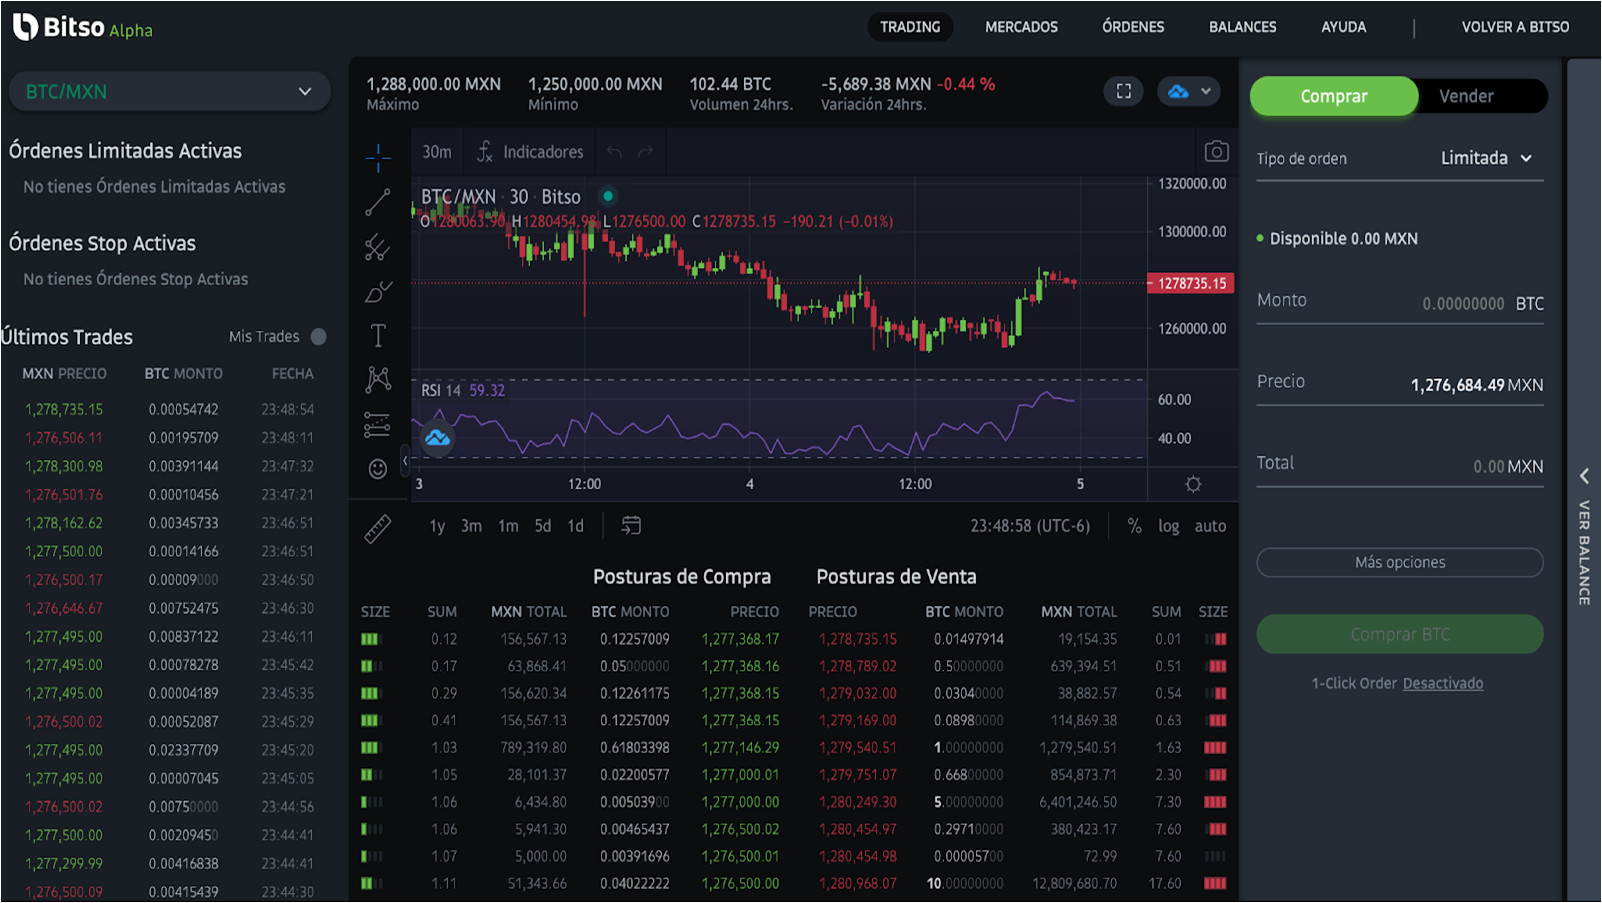 Bitso Alpha
TRADING MERCADOS ÓRDENES BALANCES AYUDA | VOLVER A BITSO
BTC/MXN
Órdenes Limitadas Activas
No tienes Órdenes Limitadas Activas
Órdenes Stop Activas
No tienes Órdenes Stop Activas
Últimos Trades Mis Trades
MXN PRECIO BTC MONTO FECHA
1,278,735.15 0.00054742 23:48:54
1,276,506.11 0.00195709 23:48:11
1,278,300.98 0.00391144 23:47:32
1,276,501.76 0.00010456 23:47:21
1,278,162.62 0.00345733 23:46:51
1,277,500.00 0.00014166 23:46:51
1,276,500.17 0.00009000 23:46:50
1,276,646.67 0.00752475 23:46:30
1,277,495.00 0.00837122 23:46:11
1,277,495.00 0.00078278 23:45:42
1,277,495.00 0.00004189 23:45:35
1,276,500.02 0.00052087 23:45:29
1,277,495.00 0.02337709 23:45:20
1,277,495.00 0.00007045 23:45:05
1,276,500.02 0.00750000 23:44:56
1,277,500.00 0.00209450 23:44:41
1,277,299.99 0.00416838 23:44:41
1,276,500.09 0.00415439 23:44:30
1,288,000.00 MXN 1,250,000.00 MXN 102.44 BTC -5,689.38 MXN -0.44 %
Máximo Mínimo Volumen 24hrs. Variación 24hrs.
30m Indicadores
BTC/MXN · 30 · Bitso
O1280063.90 H1280454.98 L1276500.00 C1278735.15 −190.21 (−0.01%)
1320000.00
1300000.00
1278735.15
1260000.00
RSI 14 59.32
60.00
40.00
3 12:00 4 12:00 5
1y 3m 1m 5d 1d 23:48:58 (UTC-6) % log auto
Posturas de Compra Posturas de Venta
SIZE SUM MXN TOTAL BTC MONTO PRECIO PRECIO BTC MONTO MXN TOTAL SUM SIZE
0.12 156,567.13 0.12257009 1,277,368.17 1,278,735.15 0.01497914 19,154.35 0.01
0.17 63,868.41 0.05000000 1,277,368.16 1,278,789.02 0.50000000 639,394.51 0.51
0.29 156,620.34 0.12261175 1,277,368.15 1,279,032.00 0.03040000 38,882.57 0.54
0.41 156,567.13 0.12257009 1,277,368.15 1,279,169.00 0.08980000 114,869.38 0.63
1.03 789,319.80 0.61803398 1,277,146.29 1,279,540.51 1.00000000 1,279,540.51 1.63
1.05 28,101.37 0.02200577 1,277,000.01 1,279,751.07 0.66800000 854,873.71 2.30
1.06 6,434.80 0.00503900 1,277,000.00 1,280,249.30 5.00000000 6,401,246.50 7.30
1.06 5,941.30 0.00465437 1,276,500.02 1,280,454.97 0.29710000 380,423.17 7.60
1.07 5,000.00 0.00391696 1,276,500.01 1,280,454.98 0.00005700 72.99 7.60
1.11 51,343.66 0.04022222 1,276,500.00 1,280,968.07 10.00000000 12,809,680.70 17.60
Comprar Vender
Tipo de orden Limitada
Disponible 0.00 MXN
Monto 0.00000000 BTC
Precio 1,276,684.49 MXN
Total 0.00 MXN
Más opciones
Comprar BTC
1-Click Order Desactivado
VER BALANCE